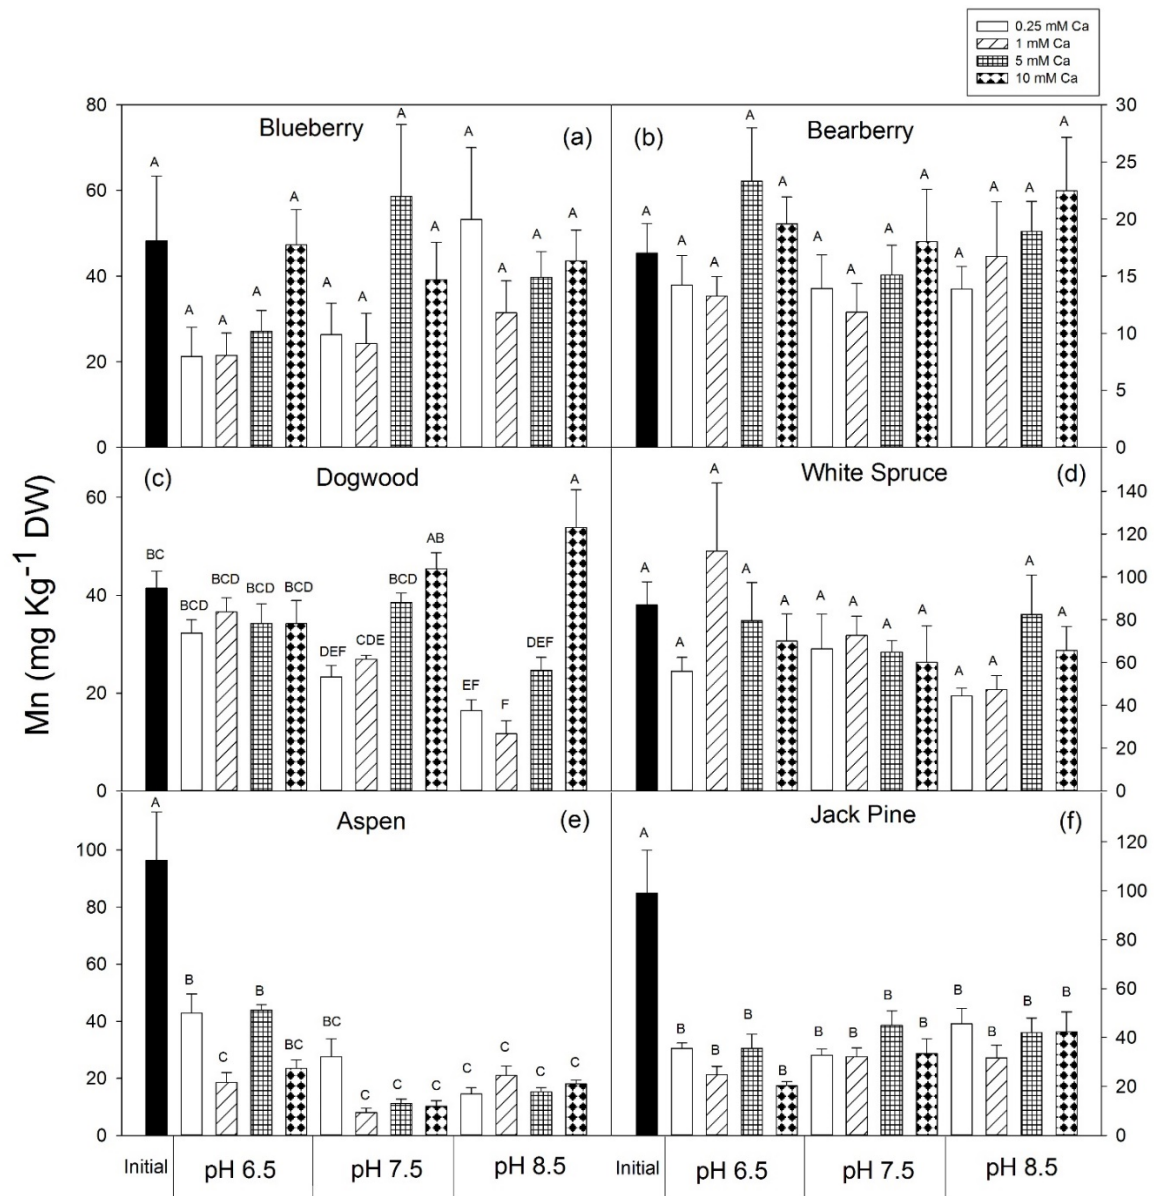 0.25 mM Ca
1 mM Ca
5 mM Ca
10 mM Ca
Mn (mg Kg⁻¹ DW)
Blueberry (a)
80
60
40
20
0
A A A A A A A A A A A A A
(b) Bearberry
30
25
20
15
10
5
0
A A A A A A A A A A A A A
(c) Dogwood
60
40
20
0
BC BCD BCD BCD BCD DEF CDE BCD AB EF F DEF A
White Spruce (d)
140
120
100
80
60
40
20
0
A A A A A A A A A A A A A
Aspen (e)
100
80
60
40
20
0
A B C B BC BC C C C C C C C
Jack Pine (f)
120
100
80
60
40
20
0
A B B B B B B B B B B B B
Initial pH 6.5 pH 7.5 pH 8.5 Initial pH 6.5 pH 7.5 pH 8.5